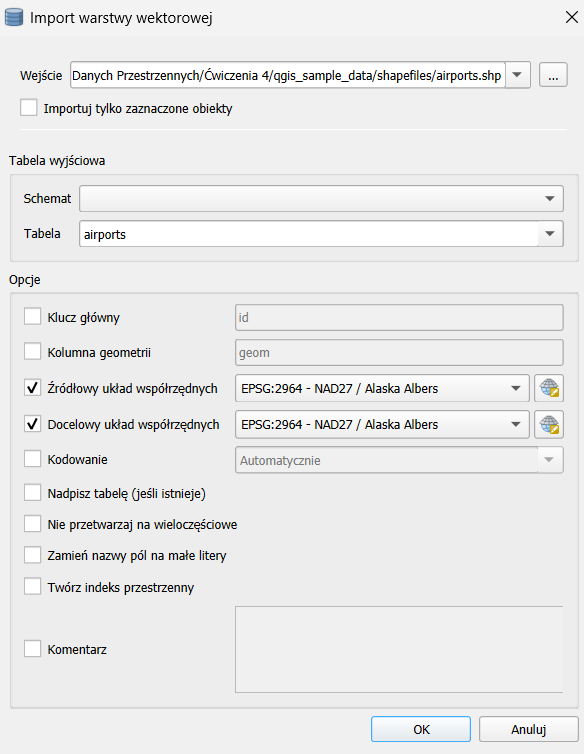 Import warstwy wektorowej
Wejście Danych Przestrzennych/Ćwiczenia 4/qgis_sample_data/shapefiles/airports.shp ...
Importuj tylko zaznaczone obiekty
Tabela wyjściowa
Schemat
Tabela airports
Opcje
Klucz główny id
Kolumna geometrii geom
Źródłowy układ współrzędnych EPSG:2964 - NAD27 / Alaska Albers
Docelowy układ współrzędnych EPSG:2964 - NAD27 / Alaska Albers
Kodowanie Automatycznie
Nadpisz tabelę (jeśli istnieje)
Nie przetwarzaj na wieloczęściowe
Zamień nazwy pól na małe litery
Twórz indeks przestrzenny
Komentarz
OK Anuluj